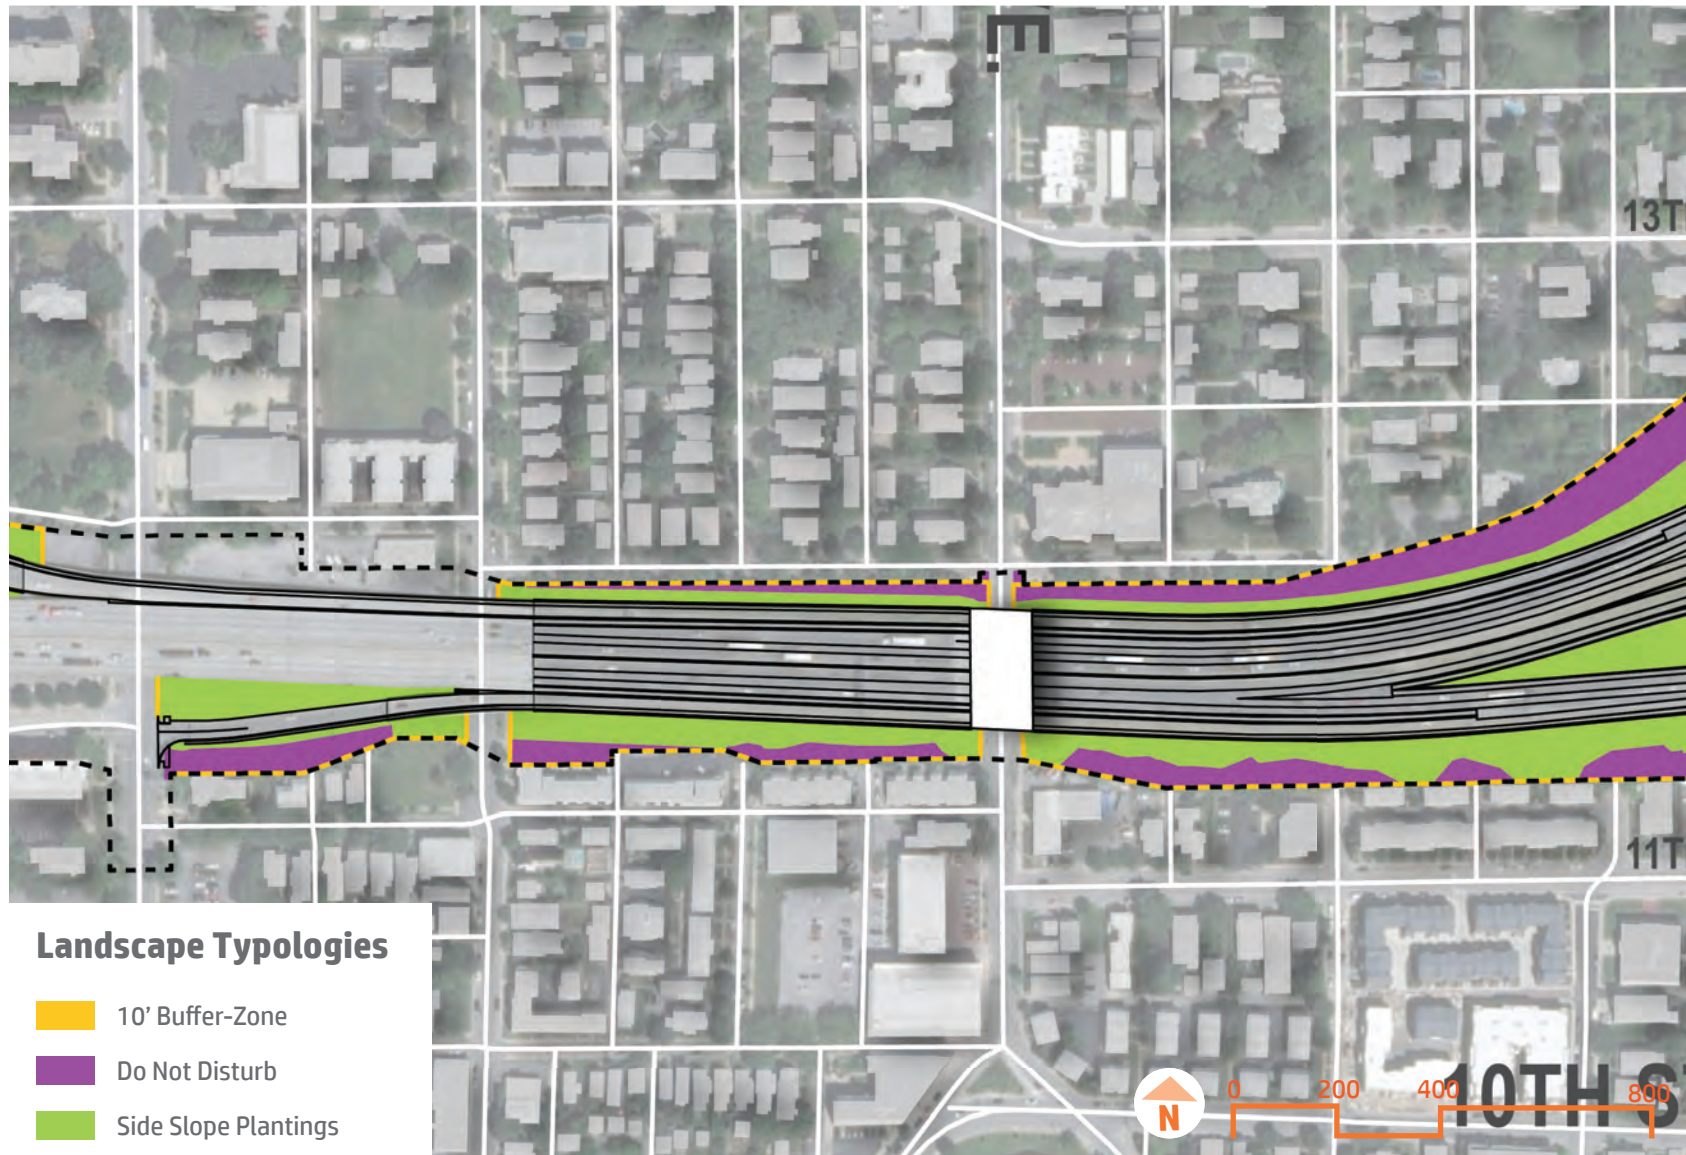 E.
13T
11T
Landscape Typologies
10' Buffer-Zone
Do Not Disturb
Side Slope Plantings
N
0 200 400 800
10TH S